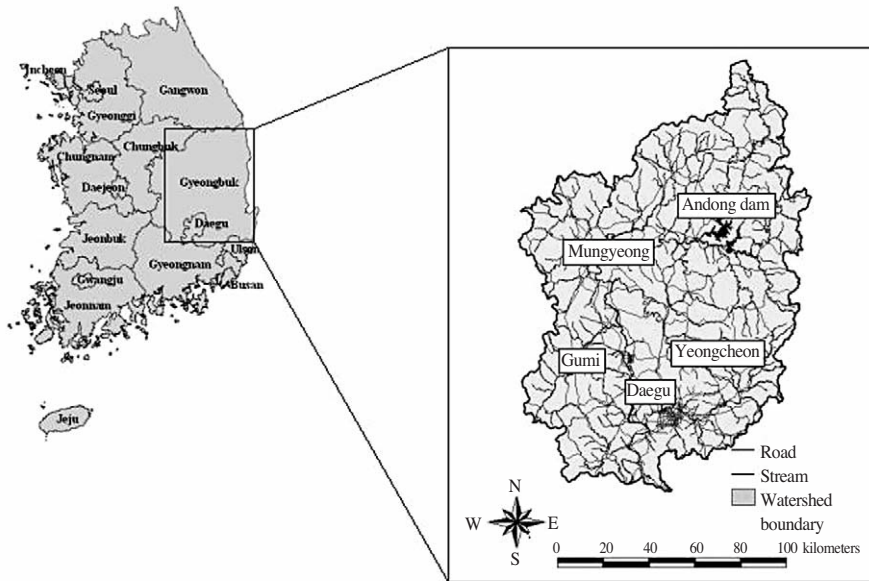 Incheon
Seoul
Gangwon
Gyeonggi
Chungbuk
Chungnam
Gyeongbuk
Daejeon
Daegu
Jeonbuk
Ulsan
Gyeongnam
Gwangju
Busan
Jeonnam
Jeju
Andong dam
Mungyeong
Yeongcheon
Gumi
Daegu
Road
Stream
Watershed
boundary
N
W E
S
0 20 40 60 80 100 kilometers